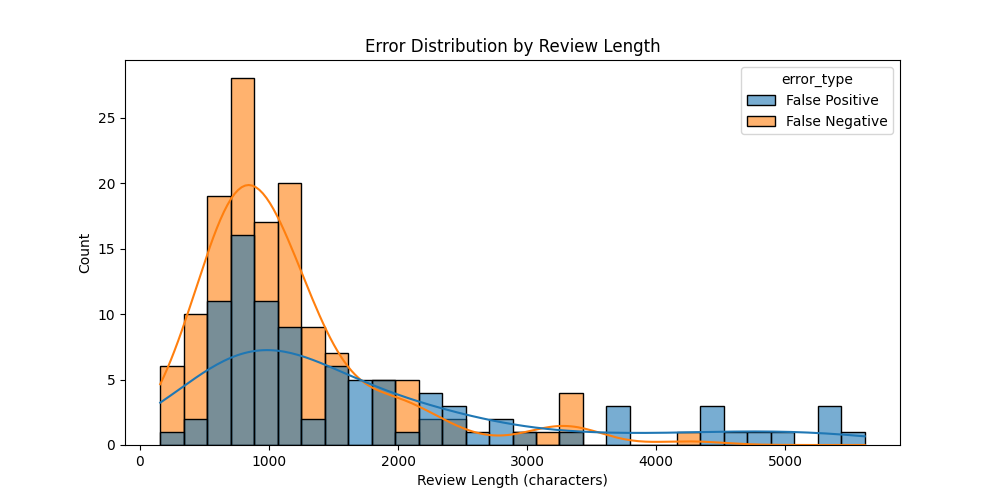 Error Distribution by Review Length
error_type
False Positive
False Negative
Count
25
20
15
10
5
0
0 1000 2000 3000 4000 5000
Review Length (characters)